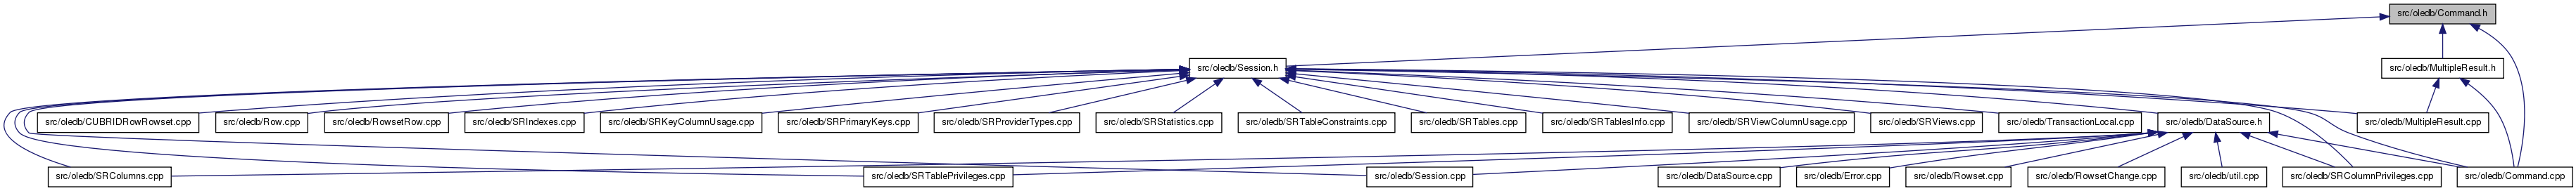 src/oledb/Command.h
src/oledb/Session.h
src/oledb/MultipleResult.h
src/oledb/CUBRIDRowRowset.cpp
src/oledb/Row.cpp
src/oledb/RowsetRow.cpp
src/oledb/SRIndexes.cpp
src/oledb/SRKeyColumnUsage.cpp
src/oledb/SRPrimaryKeys.cpp
src/oledb/SRProviderTypes.cpp
src/oledb/SRStatistics.cpp
src/oledb/SRTableConstraints.cpp
src/oledb/SRTables.cpp
src/oledb/SRTablesInfo.cpp
src/oledb/SRViewColumnUsage.cpp
src/oledb/SRViews.cpp
src/oledb/TransactionLocal.cpp
src/oledb/DataSource.h
src/oledb/MultipleResult.cpp
src/oledb/SRColumns.cpp
src/oledb/SRTablePrivileges.cpp
src/oledb/Session.cpp
src/oledb/DataSource.cpp
src/oledb/Error.cpp
src/oledb/Rowset.cpp
src/oledb/RowsetChange.cpp
src/oledb/util.cpp
src/oledb/SRColumnPrivileges.cpp
src/oledb/Command.cpp